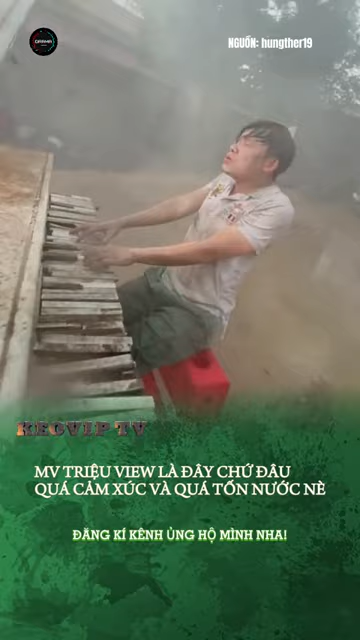 NGUỒN: hungther19
KEGVIP TV
MV TRIỆU VIEW LÀ ĐÂY CHỨ ĐÂU
QUÁ CẢM XÚC VÀ QUÁ TỐN NƯỚC NÈ
ĐĂNG KÍ KÊNH ỦNG HỘ MÌNH NHA!